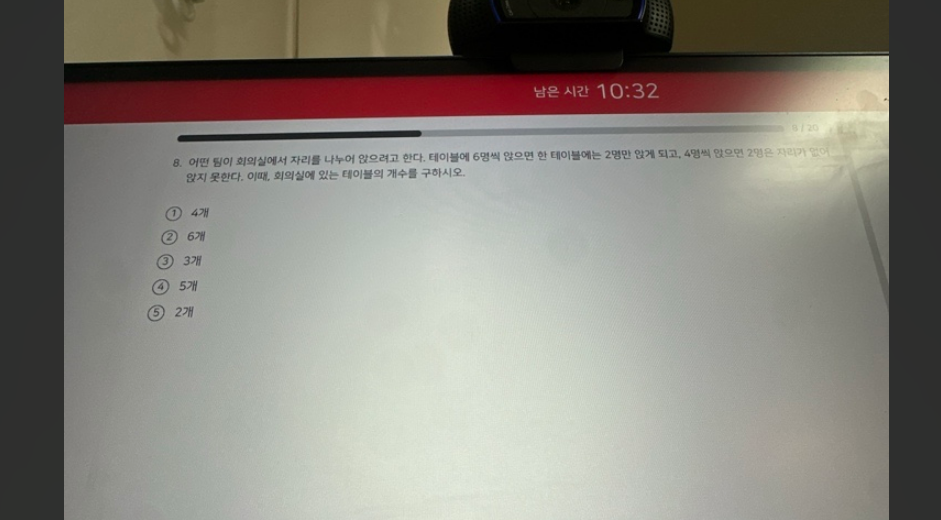 남은 시간 10:32
8 / 20
8. 어떤 팀이 회의실에서 자리를 나누어 앉으려고 한다. 테이블에 6명씩 앉으면 한 테이블에는 2명만 앉게 되고, 4명씩 앉으면 2명은 자리가 없어
앉지 못한다. 이때, 회의실에 있는 테이블의 개수를 구하시오.
① 4개
② 6개
③ 3개
④ 5개
⑤ 2개